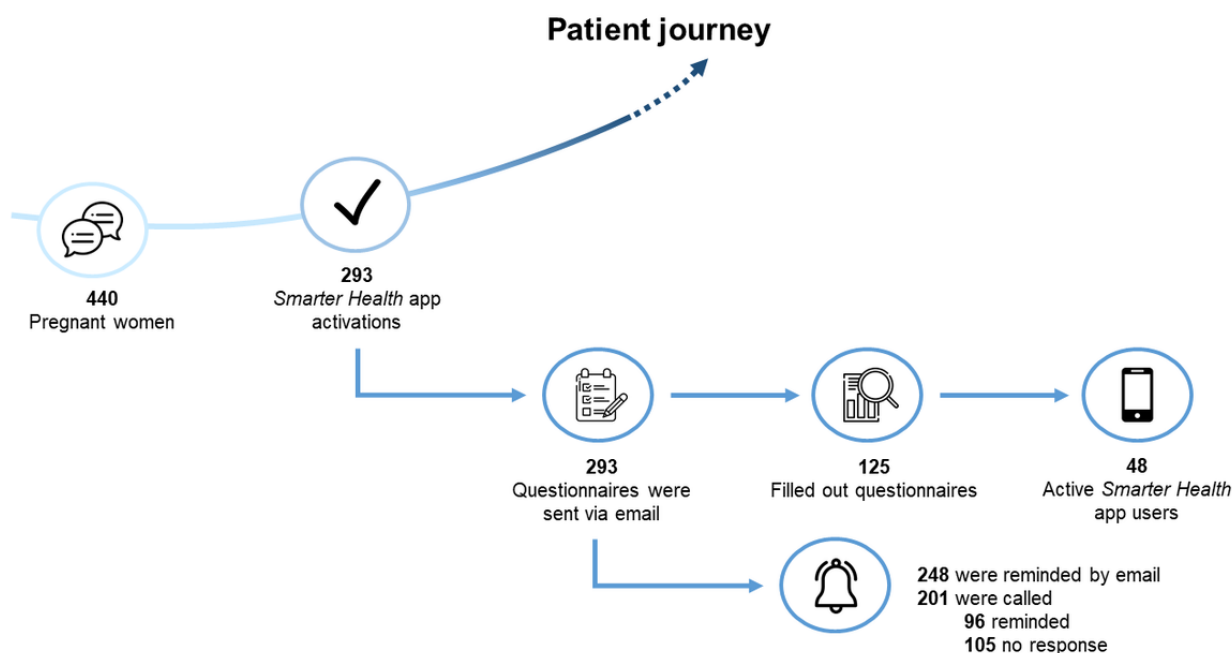 Patient journey
440
Pregnant women
293
Smarter Health app
activations
293
Questionnaires were
sent via email
125
Filled out questionnaires
48
Active Smarter Health
app users
248 were reminded by email
201 were called
96 reminded
105 no response